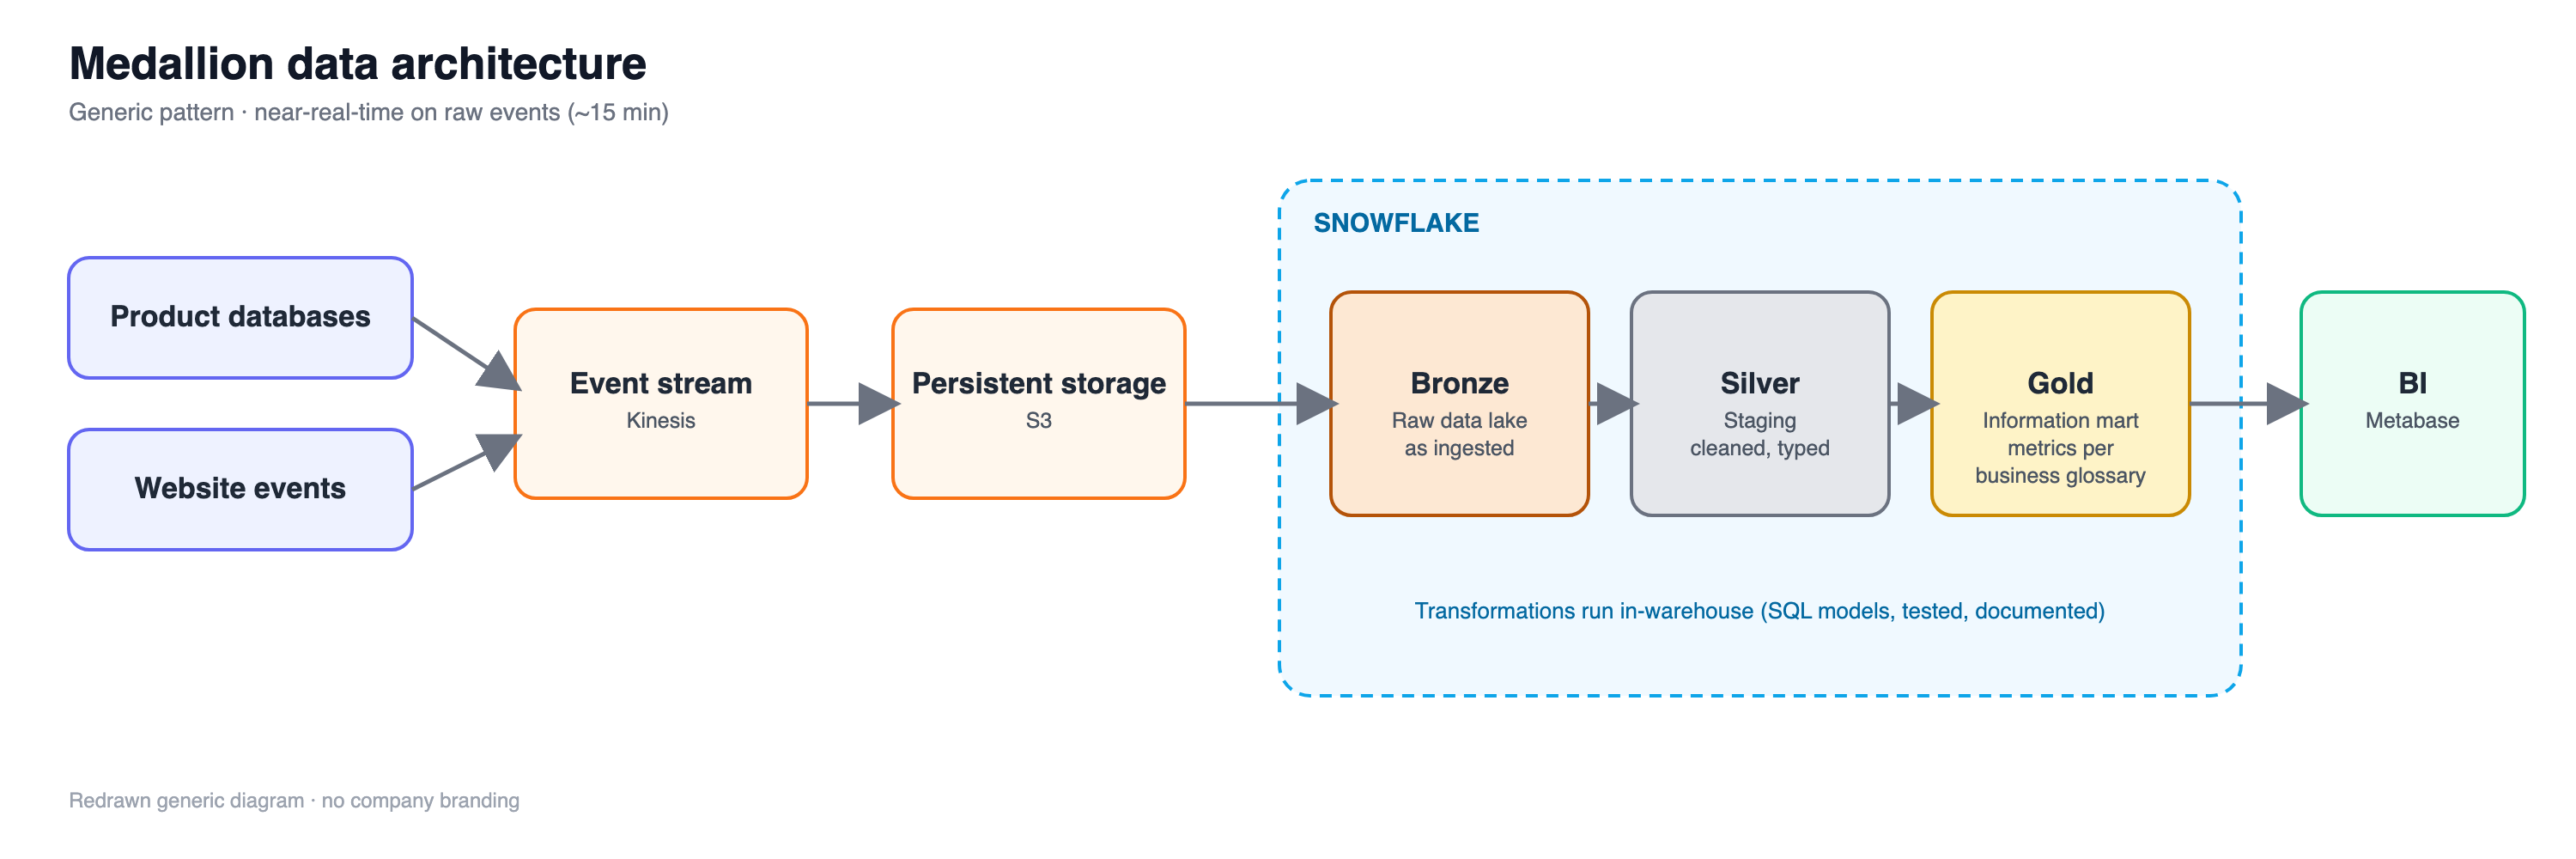 Medallion data architecture
Generic pattern · near-real-time on raw events (~15 min)
SNOWFLAKE
Product databases
Website events
Event stream
Kinesis
Persistent storage
S3
Bronze
Raw data lake
as ingested
Silver
Staging
cleaned, typed
Gold
Information mart
metrics per
business glossary
BI
Metabase
Transformations run in-warehouse (SQL models, tested, documented)
Redrawn generic diagram · no company branding